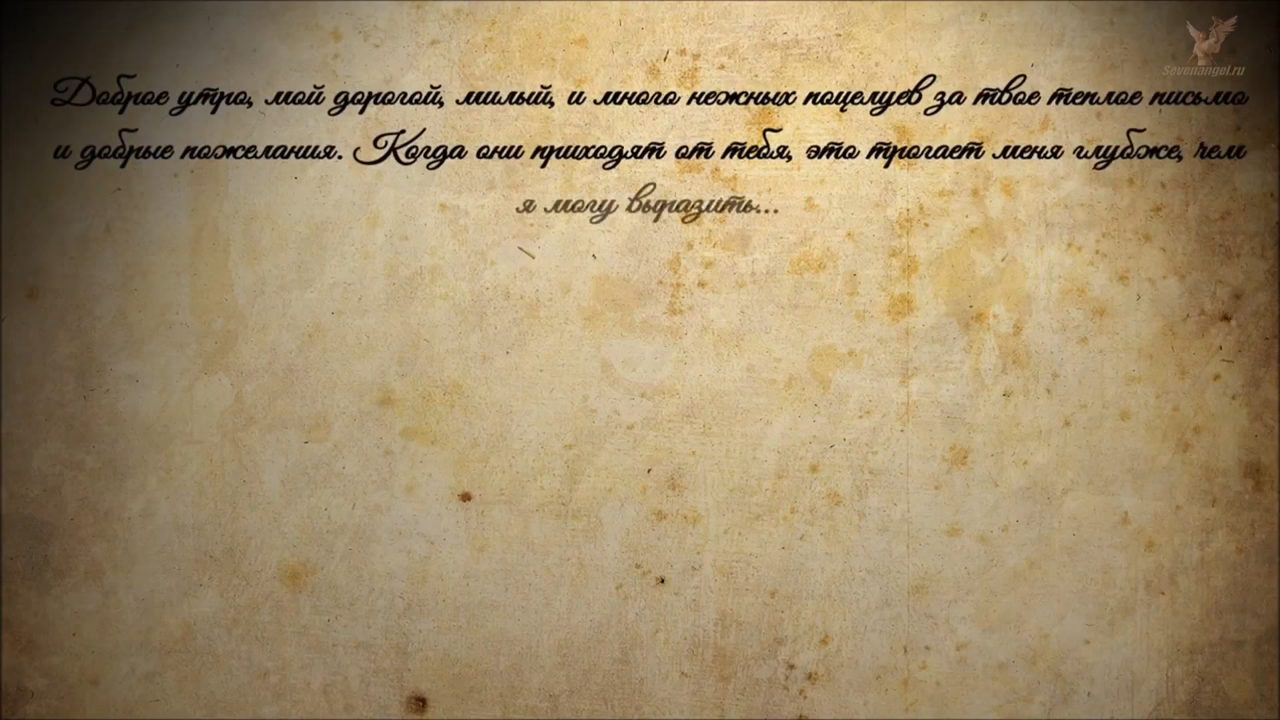 Sevenangel.ru
Доброе утро, мой дорогой, милый, и много нежных поцелуев за твое теплое письмо
и добрые пожелания. Когда они приходят от тебя, это трогает меня глубже, чем
я могу выразить...